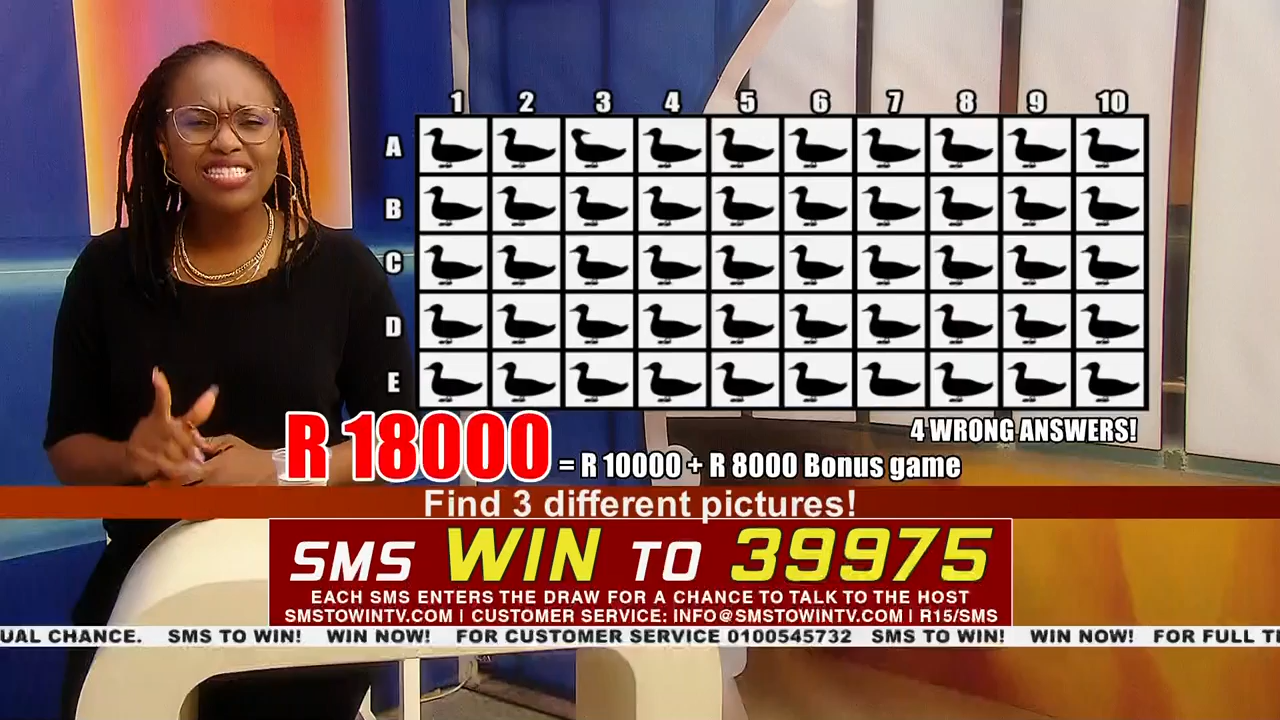 1 2 3 4 5 6 7 8 9 10
A
B
C
D
E
4 WRONG ANSWERS!
R 18000 = R 10000 + R 8000 Bonus game
Find 3 different pictures!
SMS WIN TO 39975
EACH SMS ENTERS THE DRAW FOR A CHANCE TO TALK TO THE HOST
SMSTOWINTV.COM | CUSTOMER SERVICE: INFO@SMSTOWINTV.COM | R15/SMS
UAL CHANCE. SMS TO WIN! WIN NOW! FOR CUSTOMER SERVICE 0100545732 SMS TO WIN! WIN NOW! FOR FULL T